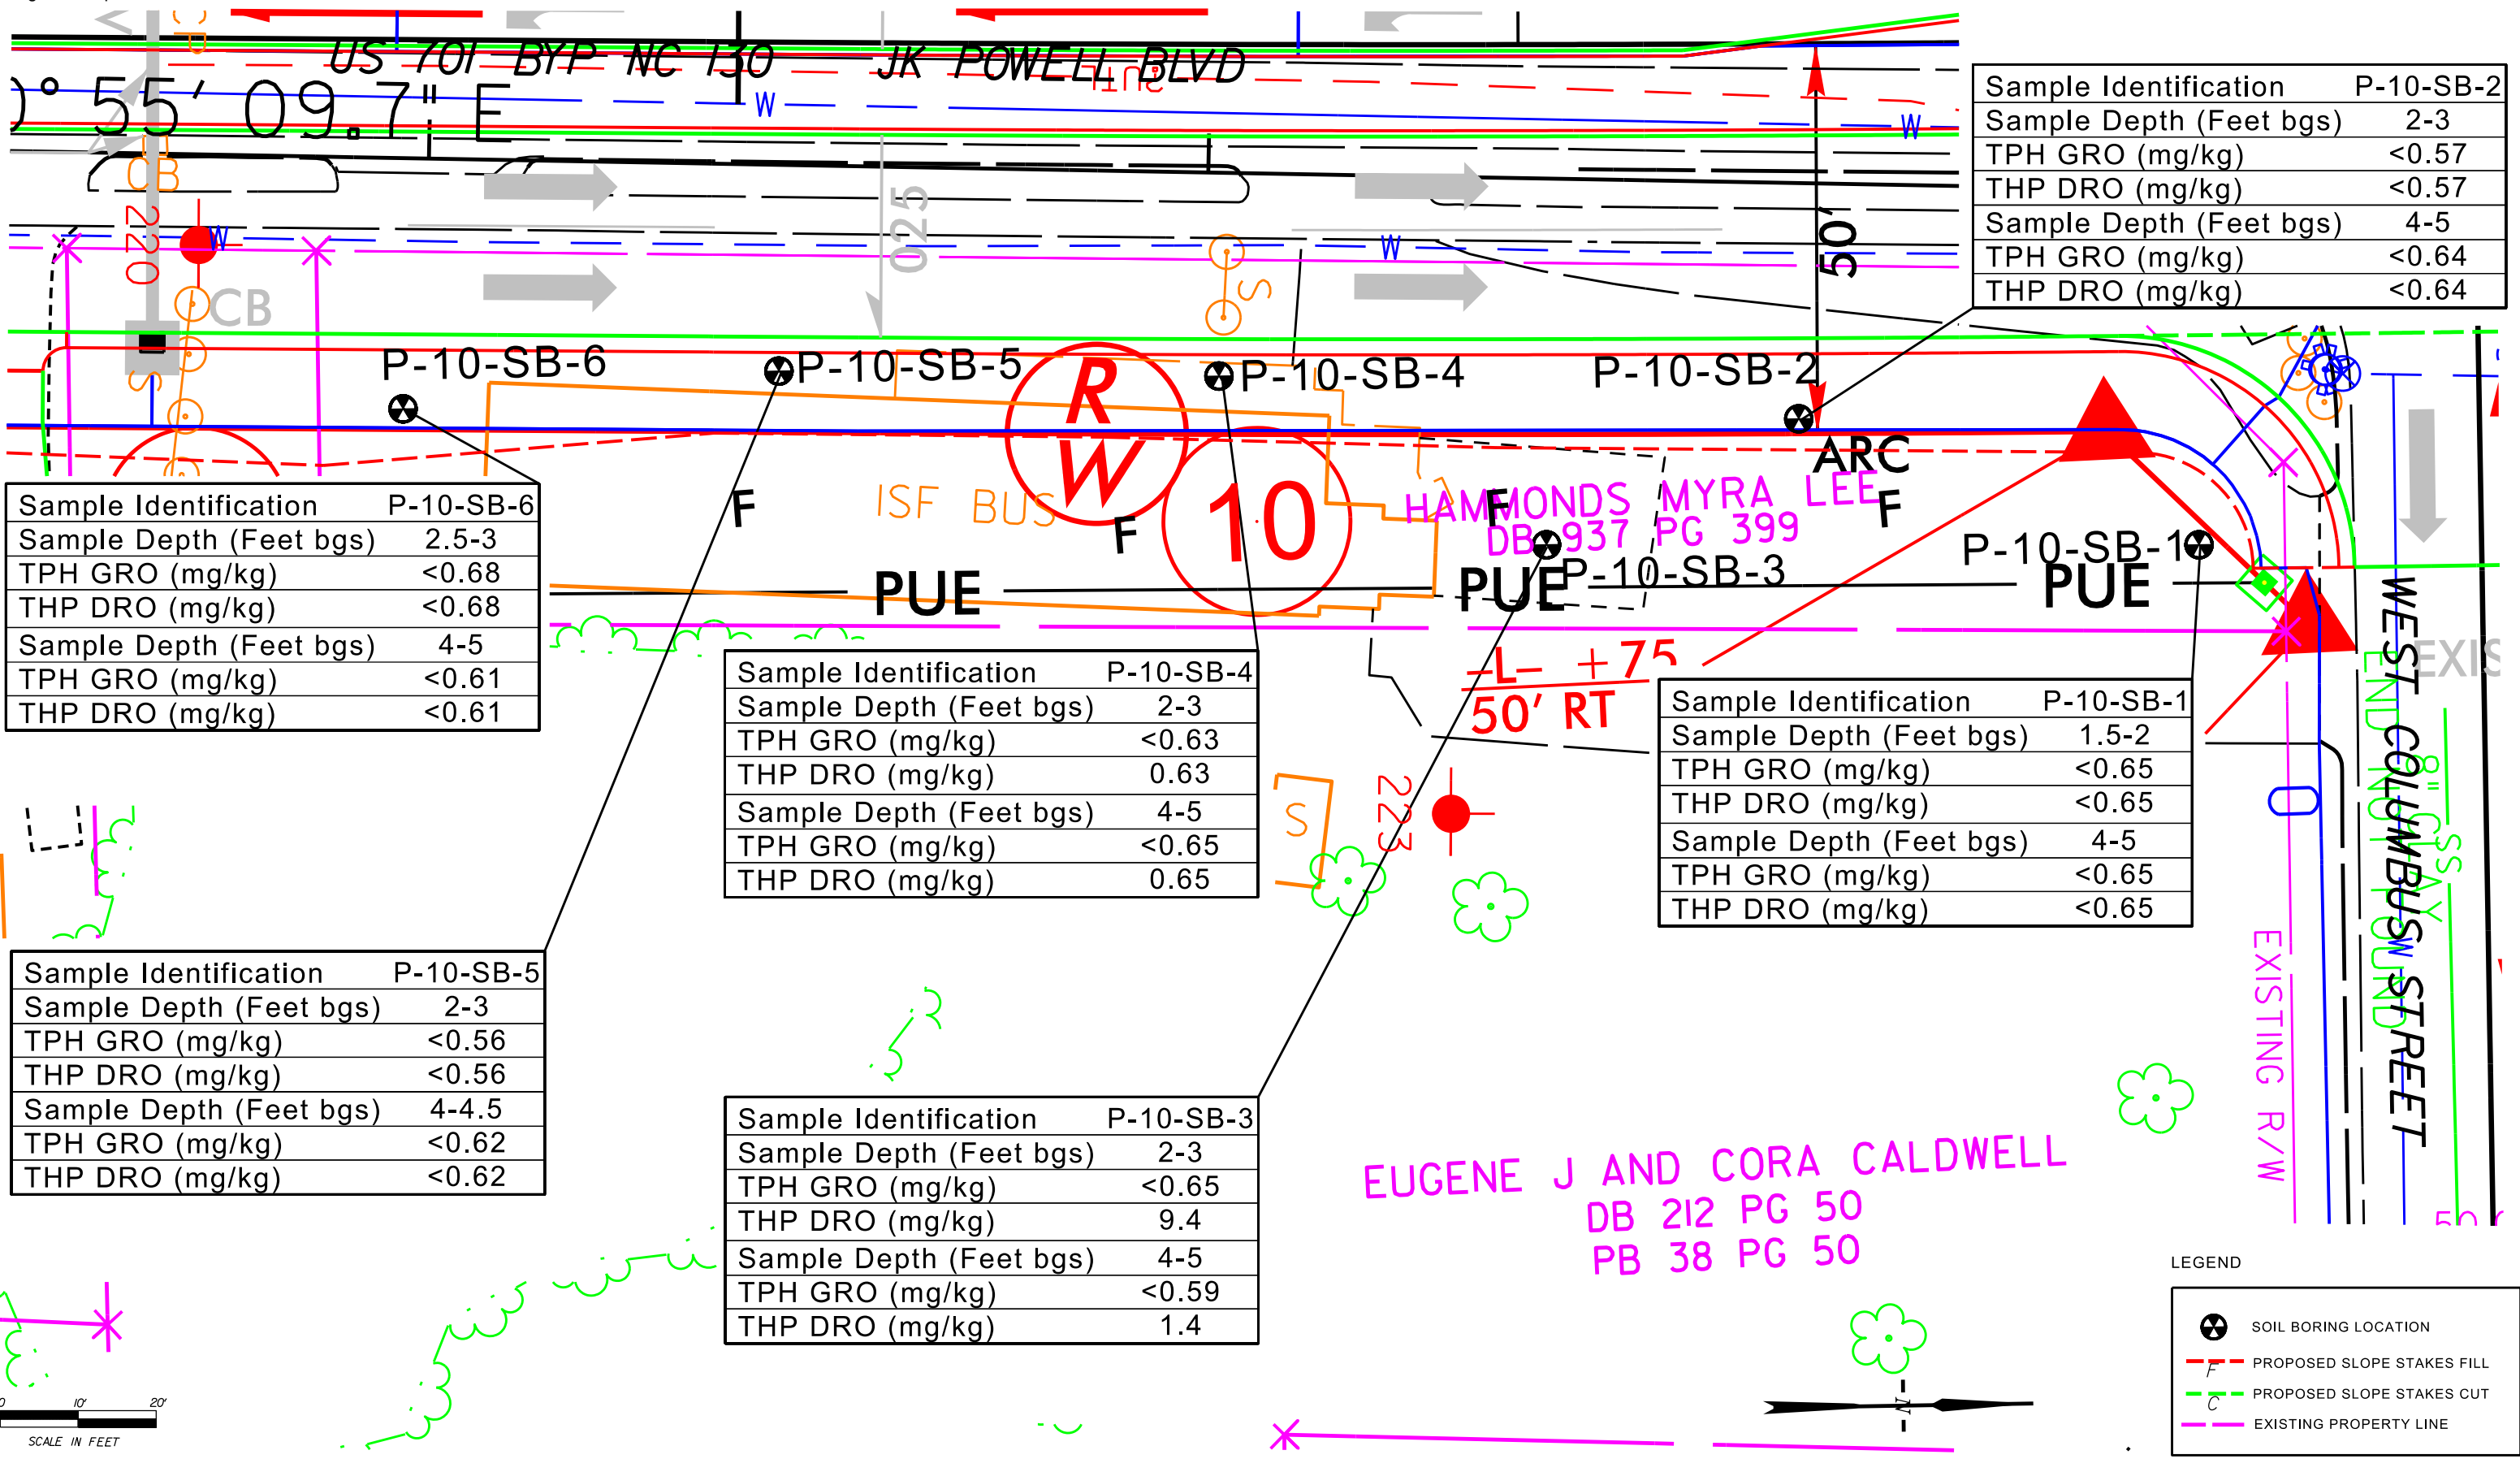 US 701 BYP NC 130 JK POWELL BLVD
° 55' 09.7" E
W
W
CB
220
W
CB
025
W
S
50'
Sample Identification P-10-SB-2
Sample Depth (Feet bgs) 2-3
TPH GRO (mg/kg) <0.57
THP DRO (mg/kg) <0.57
Sample Depth (Feet bgs) 4-5
TPH GRO (mg/kg) <0.64
THP DRO (mg/kg) <0.64
S
P-10-SB-6
P-10-SB-5
P-10-SB-4
P-10-SB-2
R
W
10
ARC
ISF BUS
F
F
F
F
HAMMONDS MYRA LEE
DB 937 PG 399
P-10-SB-3
P-10-SB-1
PUE
PUE
PUE
Sample Identification P-10-SB-6
Sample Depth (Feet bgs) 2.5-3
TPH GRO (mg/kg) <0.68
THP DRO (mg/kg) <0.68
Sample Depth (Feet bgs) 4-5
TPH GRO (mg/kg) <0.61
THP DRO (mg/kg) <0.61
Sample Identification P-10-SB-4
Sample Depth (Feet bgs) 2-3
TPH GRO (mg/kg) <0.63
THP DRO (mg/kg) 0.63
Sample Depth (Feet bgs) 4-5
TPH GRO (mg/kg) <0.65
THP DRO (mg/kg) 0.65
-L- +75
50' RT
Sample Identification P-10-SB-1
Sample Depth (Feet bgs) 1.5-2
TPH GRO (mg/kg) <0.65
THP DRO (mg/kg) <0.65
Sample Depth (Feet bgs) 4-5
TPH GRO (mg/kg) <0.65
THP DRO (mg/kg) <0.65
S
223
WEST COLUMBUS STREET
END NOT FOUND
8" CLAY
SS
W
EXISTING R/W
Sample Identification P-10-SB-5
Sample Depth (Feet bgs) 2-3
TPH GRO (mg/kg) <0.56
THP DRO (mg/kg) <0.56
Sample Depth (Feet bgs) 4-4.5
TPH GRO (mg/kg) <0.62
THP DRO (mg/kg) <0.62
Sample Identification P-10-SB-3
Sample Depth (Feet bgs) 2-3
TPH GRO (mg/kg) <0.65
THP DRO (mg/kg) 9.4
Sample Depth (Feet bgs) 4-5
TPH GRO (mg/kg) <0.59
THP DRO (mg/kg) 1.4
EUGENE J AND CORA CALDWELL
DB 212 PG 50
PB 38 PG 50
LEGEND
SOIL BORING LOCATION
F PROPOSED SLOPE STAKES FILL
C PROPOSED SLOPE STAKES CUT
EXISTING PROPERTY LINE
0 10' 20'
SCALE IN FEET
N